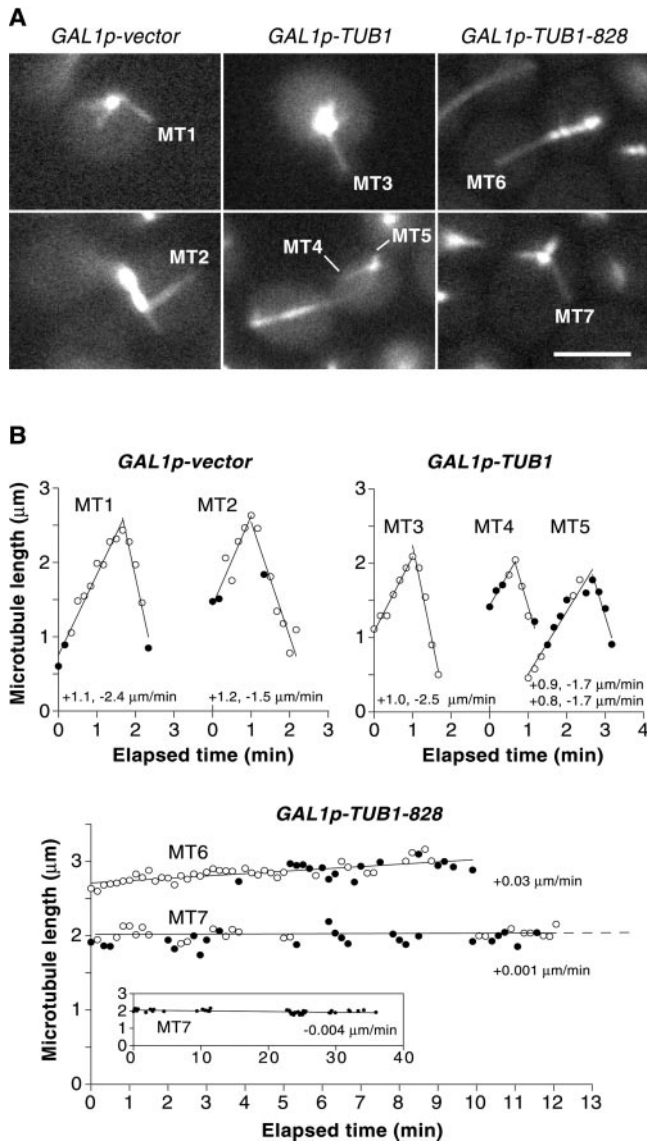 A
GAL1p-vector GAL1p-TUB1 GAL1p-TUB1-828
MT1
MT3
MT6
MT2
MT4
MT5
MT7
B
GAL1p-vector GAL1p-TUB1
Microtubule length (μm)
3
2
1
0
MT1 MT2
+1.1, -2.4 μm/min +1.2, -1.5 μm/min
0 1 2 0 1 2 3
Elapsed time (min)
3
2
1
0
MT3 MT4 MT5
+1.0, -2.5 μm/min
+0.9, -1.7 μm/min
+0.8, -1.7 μm/min
0 1 2 0 1 2 3 4
Elapsed time (min)
GAL1p-TUB1-828
Microtubule length (μm)
4
3
2
1
0
MT6
+0.03 μm/min
MT7
+0.001 μm/min
3
2
1
0
MT7 -0.004 μm/min
0 10 20 30 40
0 1 2 3 4 5 6 7 8 9 10 11 12 13
Elapsed time (min)